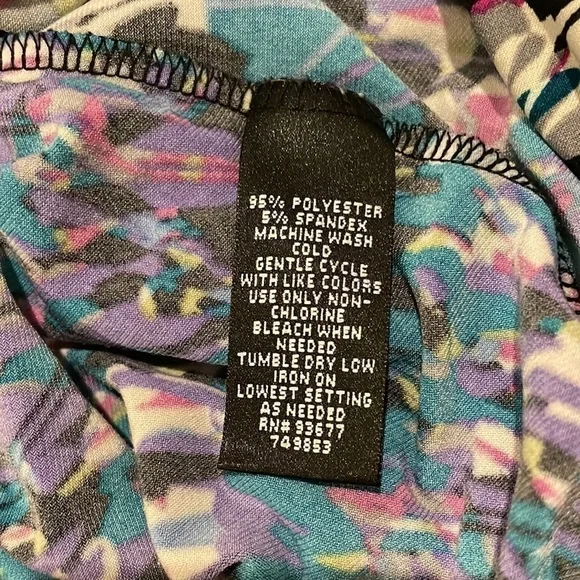 95% POLYESTER
5% SPANDEX
MACHINE WASH
COLD
GENTLE CYCLE
WITH LIKE COLORS
USE ONLY NON-
CHLORINE
BLEACH WHEN
NEEDED
TUMBLE DRY LOW
IRON ON
LOWEST SETTING
AS NEEDED
RN# 93677
749853